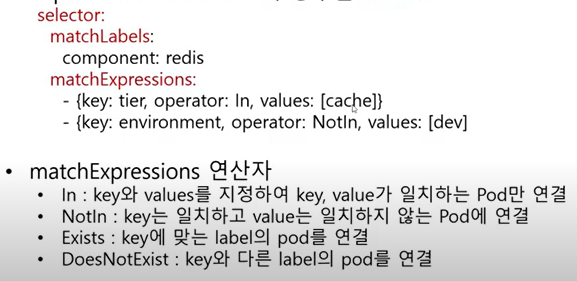 selector:
matchLabels:
component: redis
matchExpressions:
- {key: tier, operator: In, values: [cache]}
- {key: environment, operator: NotIn, values: [dev]
• matchExpressions 연산자
• In : key와 values를 지정하여 key, value가 일치하는 Pod만 연결
• NotIn : key는 일치하고 value는 일치하지 않는 Pod에 연결
• Exists : key에 맞는 label의 pod를 연결
• DoesNotExist : key와 다른 label의 pod를 연결